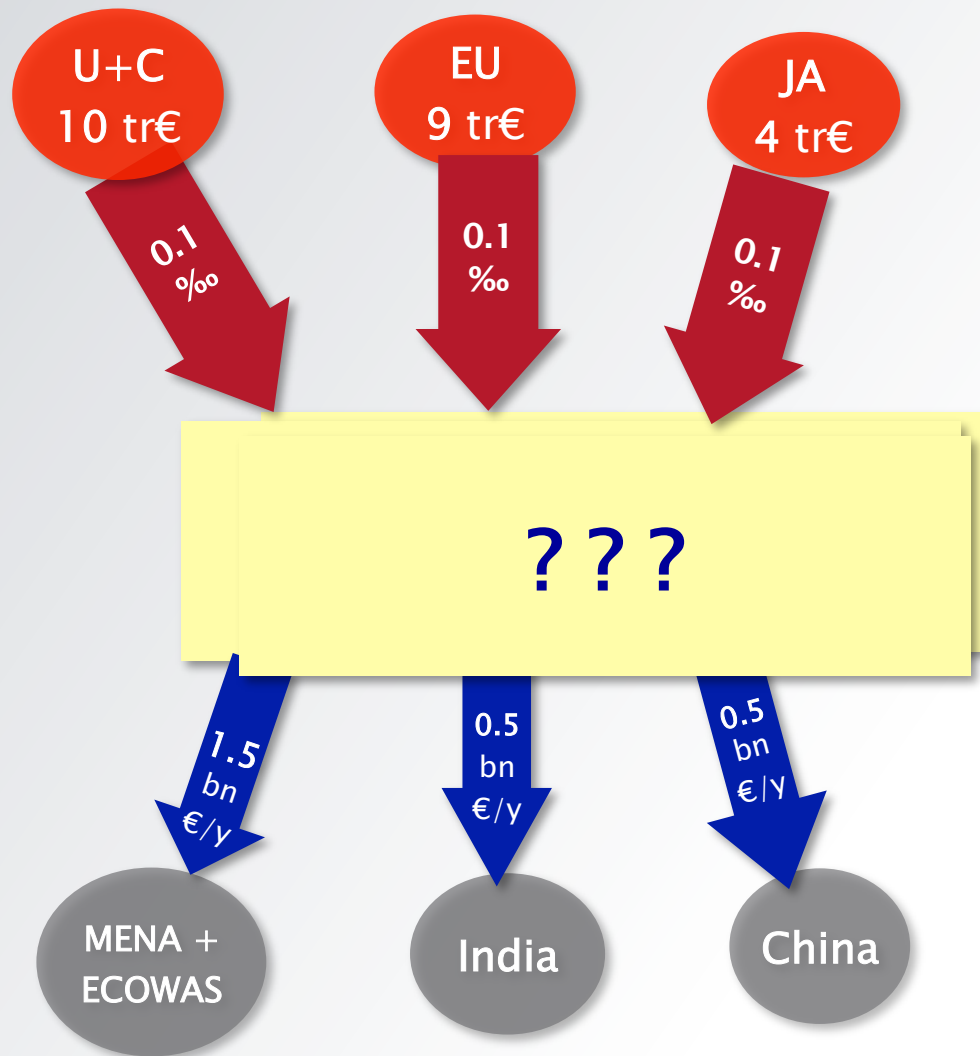 U+C
10 tr€
EU
9 tr€
JA
4 tr€
0.1
‰
0.1
‰
0.1
‰
? ? ?
1.5
bn
€/y
0.5
bn
€/y
0.5
bn
€/y
MENA +
ECOWAS
India
China